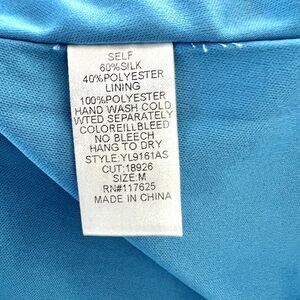 SELF
60%SILK
40%POLYESTER
LINING
100%POLYESTER
HAND WASH COLD
WTED SEPARATELY
COLOREILLBLEED
NO BLEECH
HANG TO DRY
STYLE:YL9161AS
CUT:18926
SIZE:M
RN#117625
MADE IN CHINA